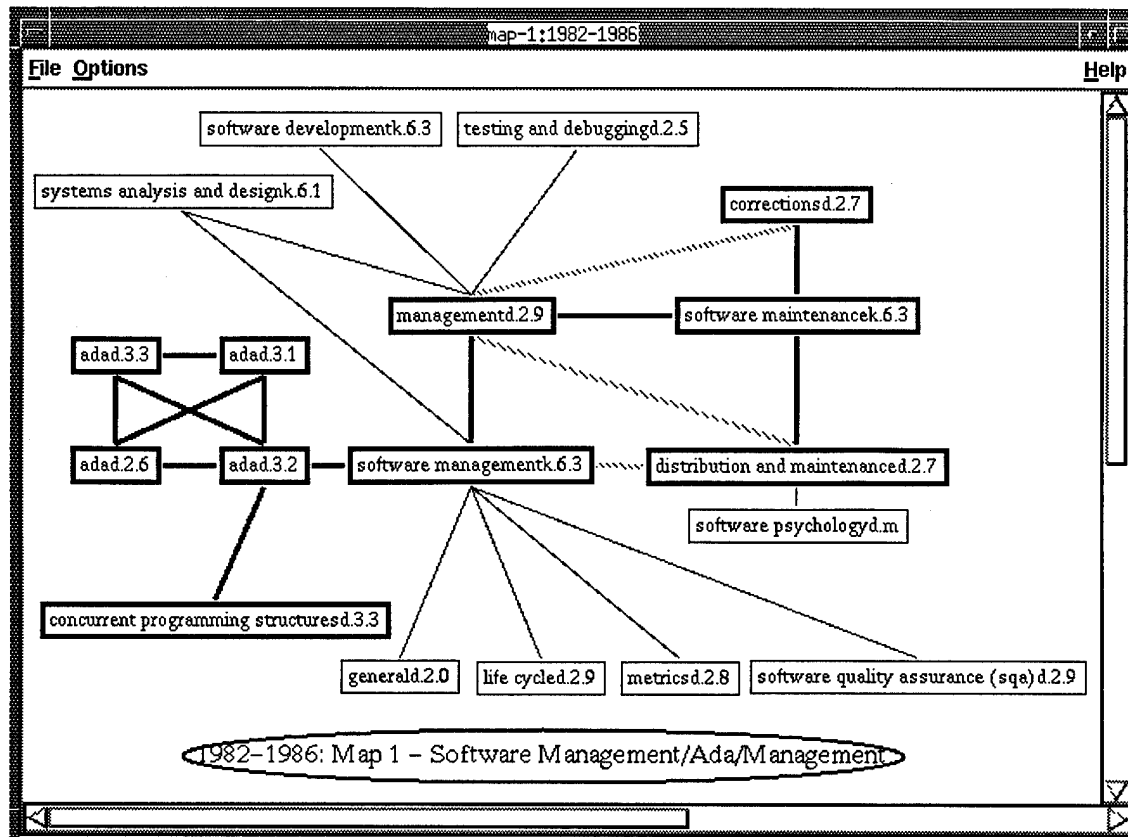 map-1:1982-1986
File Options Help
software developmentk.6.3 testing and debuggingd.2.5
systems analysis and designk.6.1
correctionsd.2.7
managementd.2.9 software maintenancek.6.3
adad.3.3 adad.3.1
adad.2.6 adad.3.2 software managementk.6.3 distribution and maintenanced.2.7
software psychologyd.m
concurrent programming structuresd.3.3
generald.2.0 life cycled.2.9 metricsd.2.8 software quality assurance (sqa)d.2.9
1982-1986: Map 1 – Software Management/Ada/Management